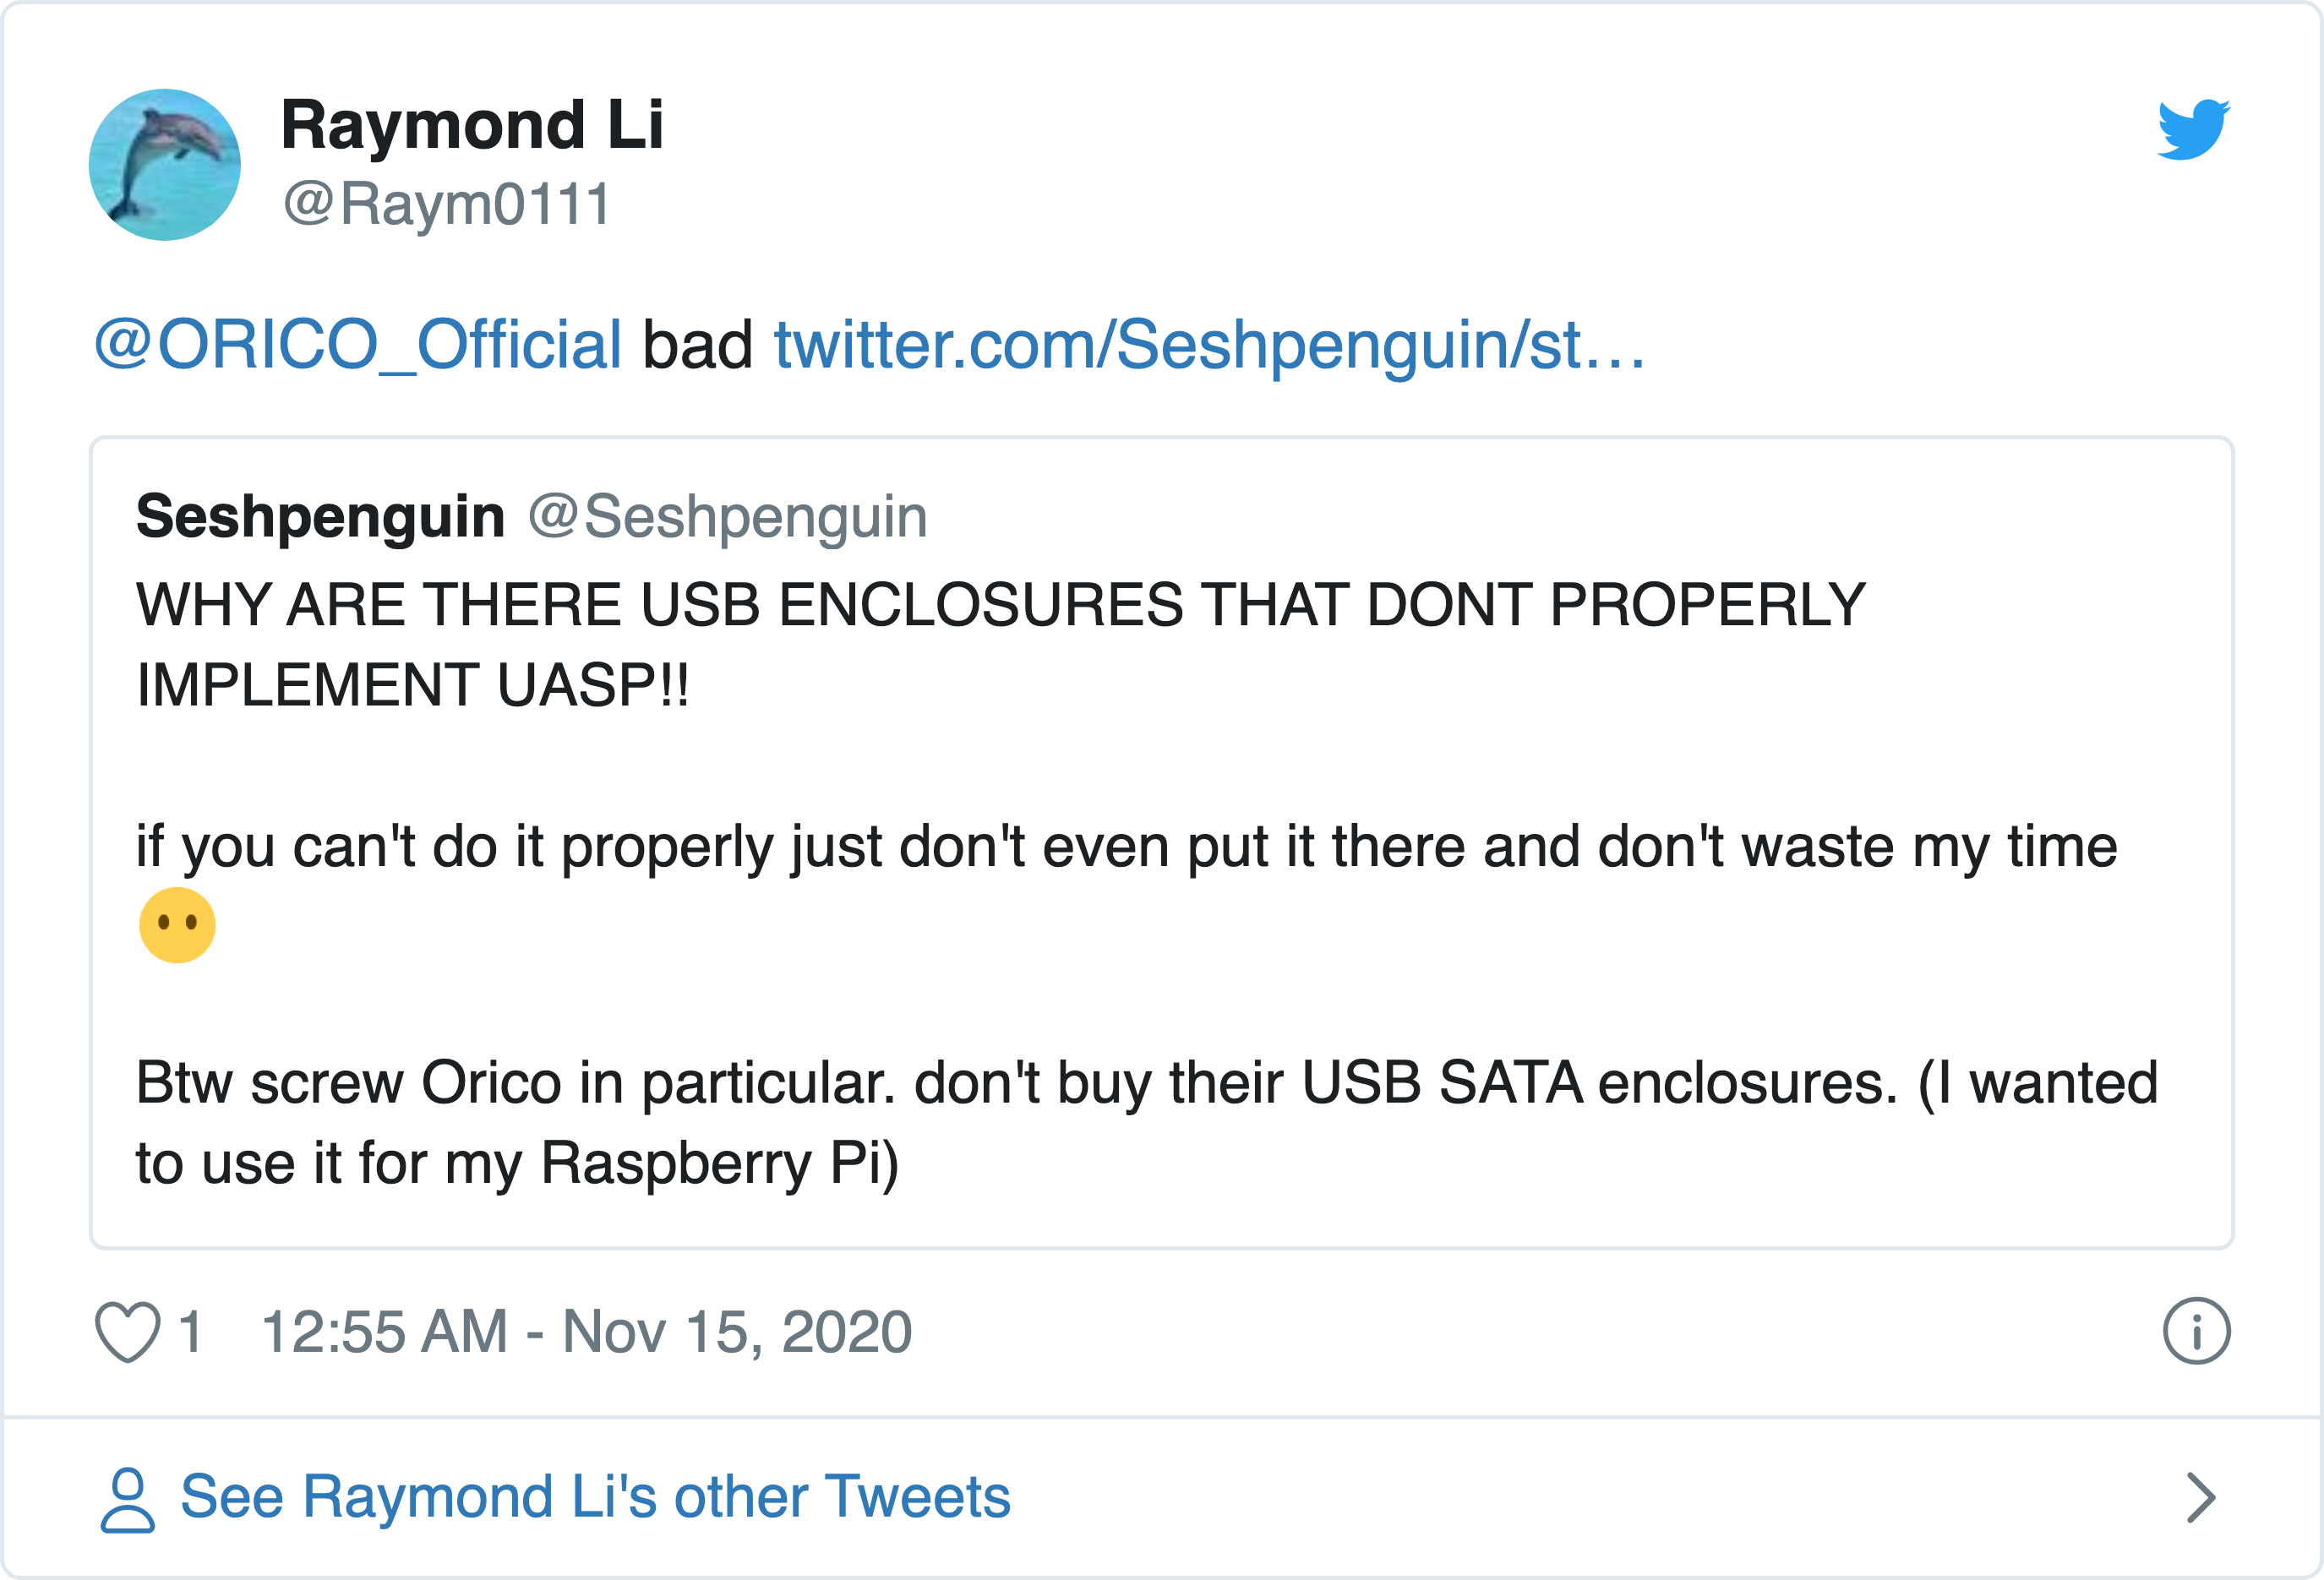 Raymond Li
@Raym0111
@ORICO_Official bad twitter.com/Seshpenguin/st…
Seshpenguin @Seshpenguin
WHY ARE THERE USB ENCLOSURES THAT DONT PROPERLY
IMPLEMENT UASP!!
if you can't do it properly just don't even put it there and don't waste my time
😶
Btw screw Orico in particular. don't buy their USB SATA enclosures. (I wanted
to use it for my Raspberry Pi)
1 12:55 AM - Nov 15, 2020
See Raymond Li's other Tweets